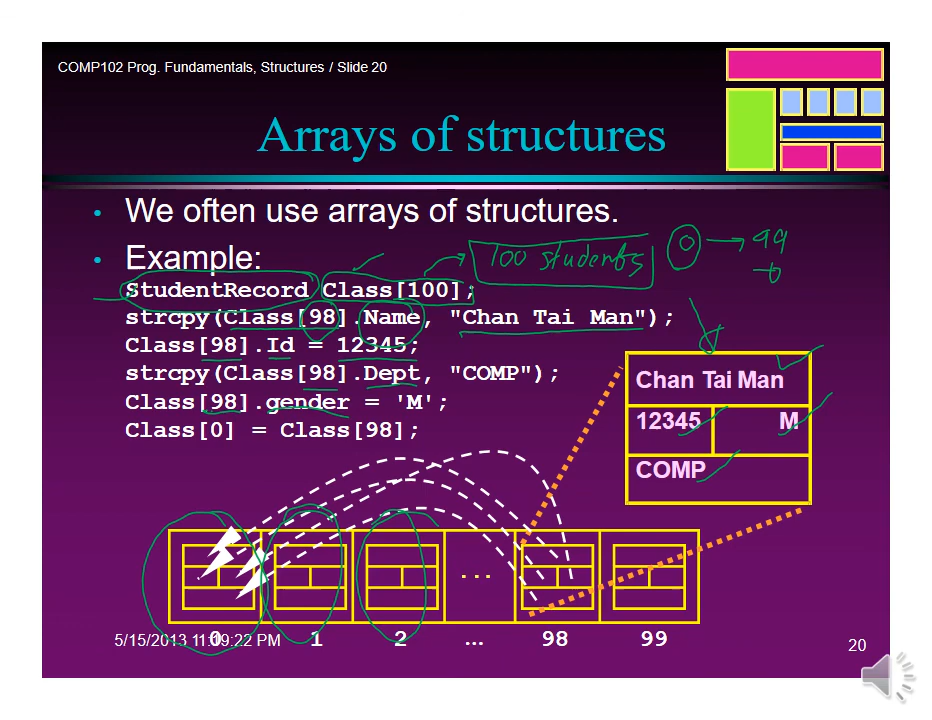 COMP102 Prog. Fundamentals, Structures / Slide 20
Arrays of structures
• We often use arrays of structures.
• Example:
100 students
0 → 99
StudentRecord Class[100];
strcpy(Class[98].Name, "Chan Tai Man");
Class[98].Id = 12345;
strcpy(Class[98].Dept, "COMP");
Class[98].gender = 'M';
Class[0] = Class[98];
Chan Tai Man
12345 M
COMP
...
0 1 2 ... 98 99
5/15/2013 11:19:22 PM
20